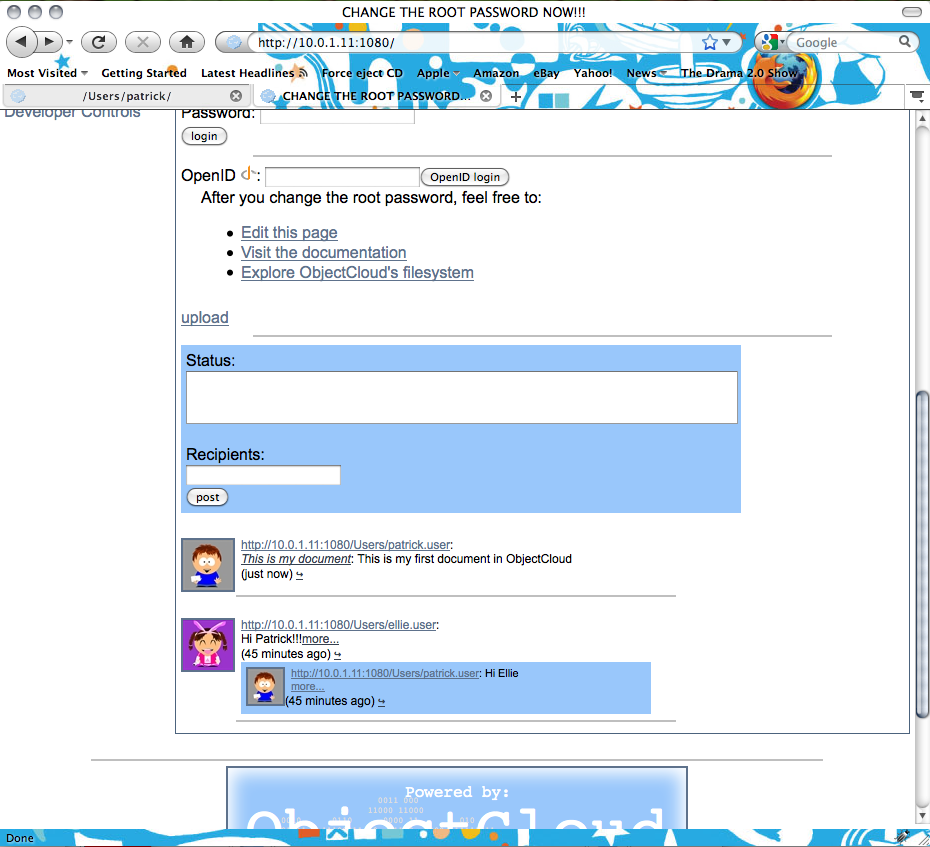 CHANGE THE ROOT PASSWORD NOW!!!
http://10.0.1.11:1080/
Google
Most Visited Getting Started Latest Headlines Force eject CD Apple Amazon eBay Yahoo! News The Drama 2.0 Show
/Users/patrick/ CHANGE THE ROOT PASSWORD...
Developer Controls
Password:
login
OpenID : OpenID login
After you change the root password, feel free to:
Edit this page
Visit the documentation
Explore ObjectCloud's filesystem
upload
Status:
Recipients:
post
http://10.0.1.11:1080/Users/patrick.user:
This is my document: This is my first document in ObjectCloud
(just now) ↪
http://10.0.1.11:1080/Users/ellie.user:
Hi Patrick!!!more...
(45 minutes ago) ↪
http://10.0.1.11:1080/Users/patrick.user: Hi Ellie
more...
(45 minutes ago) ↪
Powered by:
0011 000
11000 11000
ObjectCloud
Done